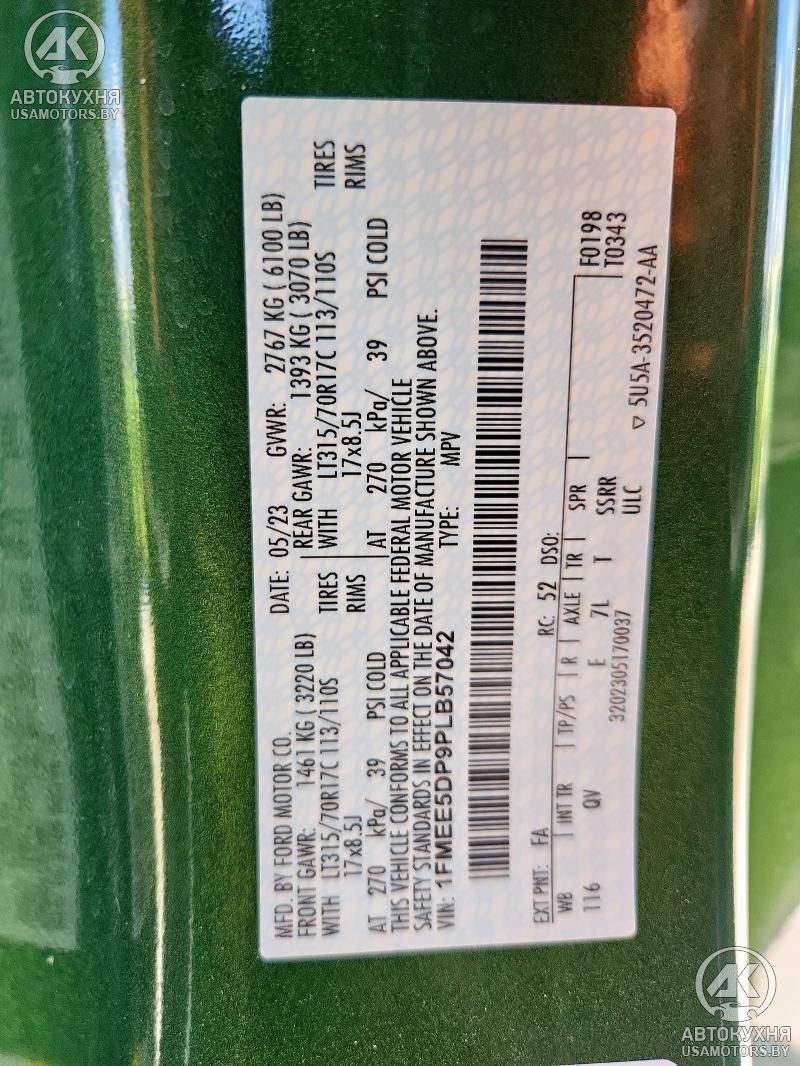 AK
АВТОКУХНЯ
USAMOTORS.BY
MFD. BY FORD MOTOR CO. DATE: 05/23 GVWR: 2767 KG ( 6100 LB)
FRONT GAWR: 1461 KG ( 3220 LB) REAR GAWR: 1393 KG ( 3070 LB)
WITH LT315/70R17C 113/110S TIRES WITH LT315/70R17C 113/110S TIRES
17x8.5J RIMS 17x8.5J RIMS
AT 270 kPa/ 39 PSI COLD AT 270 kPa/ 39 PSI COLD
THIS VEHICLE CONFORMS TO ALL APPLICABLE FEDERAL MOTOR VEHICLE
SAFETY STANDARDS IN EFFECT ON THE DATE OF MANUFACTURE SHOWN ABOVE.
VIN: 1FMEE5DP9PLB57042 TYPE: MPV
EXT PNT: FA RC: 52 DSO:
WB INT TR TP/PS R AXLE TR SPR F0198
116 QV E 7L T SSRR T0343
3202305170037 ULC
▽ 5U5A-3520472-AA
AK
АВТОКУХНЯ
USAMOTORS.BY